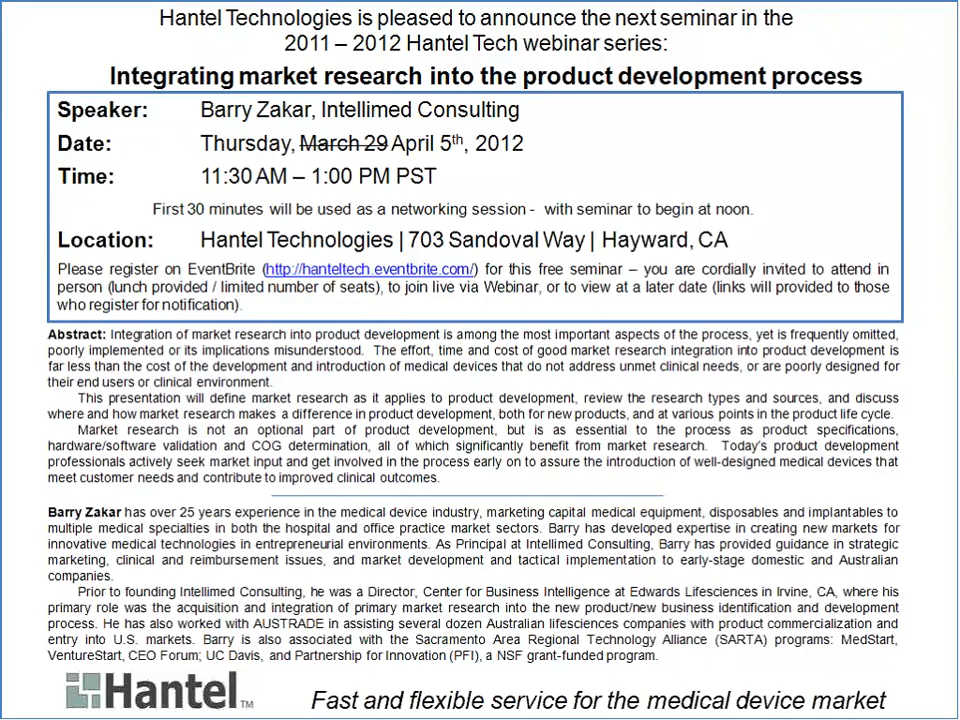 Hantel Technologies is pleased to announce the next seminar in the
2011 – 2012 Hantel Tech webinar series:
Integrating market research into the product development process
Speaker: Barry Zakar, Intellimed Consulting
Date: Thursday, March 29 April 5th, 2012
Time: 11:30 AM – 1:00 PM PST
First 30 minutes will be used as a networking session - with seminar to begin at noon.
Location: Hantel Technologies | 703 Sandoval Way | Hayward, CA
Please register on EventBrite (http://hanteltech.eventbrite.com/) for this free seminar – you are cordially invited to attend in
person (lunch provided / limited number of seats), to join live via Webinar, or to view at a later date (links will provided to those
who register for notification).
Abstract: Integration of market research into product development is among the most important aspects of the process, yet is frequently omitted,
poorly implemented or its implications misunderstood. The effort, time and cost of good market research integration into product development is
far less than the cost of the development and introduction of medical devices that do not address unmet clinical needs, or are poorly designed for
their end users or clinical environment.
This presentation will define market research as it applies to product development, review the research types and sources, and discuss
where and how market research makes a difference in product development, both for new products, and at various points in the product life cycle.
Market research is not an optional part of product development, but is as essential to the process as product specifications,
hardware/software validation and COG determination, all of which significantly benefit from market research. Today's product development
professionals actively seek market input and get involved in the process early on to assure the introduction of well-designed medical devices that
meet customer needs and contribute to improved clinical outcomes.
Barry Zakar has over 25 years experience in the medical device industry, marketing capital medical equipment, disposables and implantables to
multiple medical specialties in both the hospital and office practice market sectors. Barry has developed expertise in creating new markets for
innovative medical technologies in entrepreneurial environments. As Principal at Intellimed Consulting, Barry has provided guidance in strategic
marketing, clinical and reimbursement issues, and market development and tactical implementation to early-stage domestic and Australian
companies.
Prior to founding Intellimed Consulting, he was a Director, Center for Business Intelligence at Edwards Lifesciences in Irvine, CA, where his
primary role was the acquisition and integration of primary market research into the new product/new business identification and development
process. He has also worked with AUSTRADE in assisting several dozen Australian lifesciences companies with product commercialization and
entry into U.S. markets. Barry is also associated with the Sacramento Area Regional Technology Alliance (SARTA) programs: MedStart,
VentureStart, CEO Forum; UC Davis, and Partnership for Innovation (PFI), a NSF grant-funded program.
Hantel TM
Fast and flexible service for the medical device market